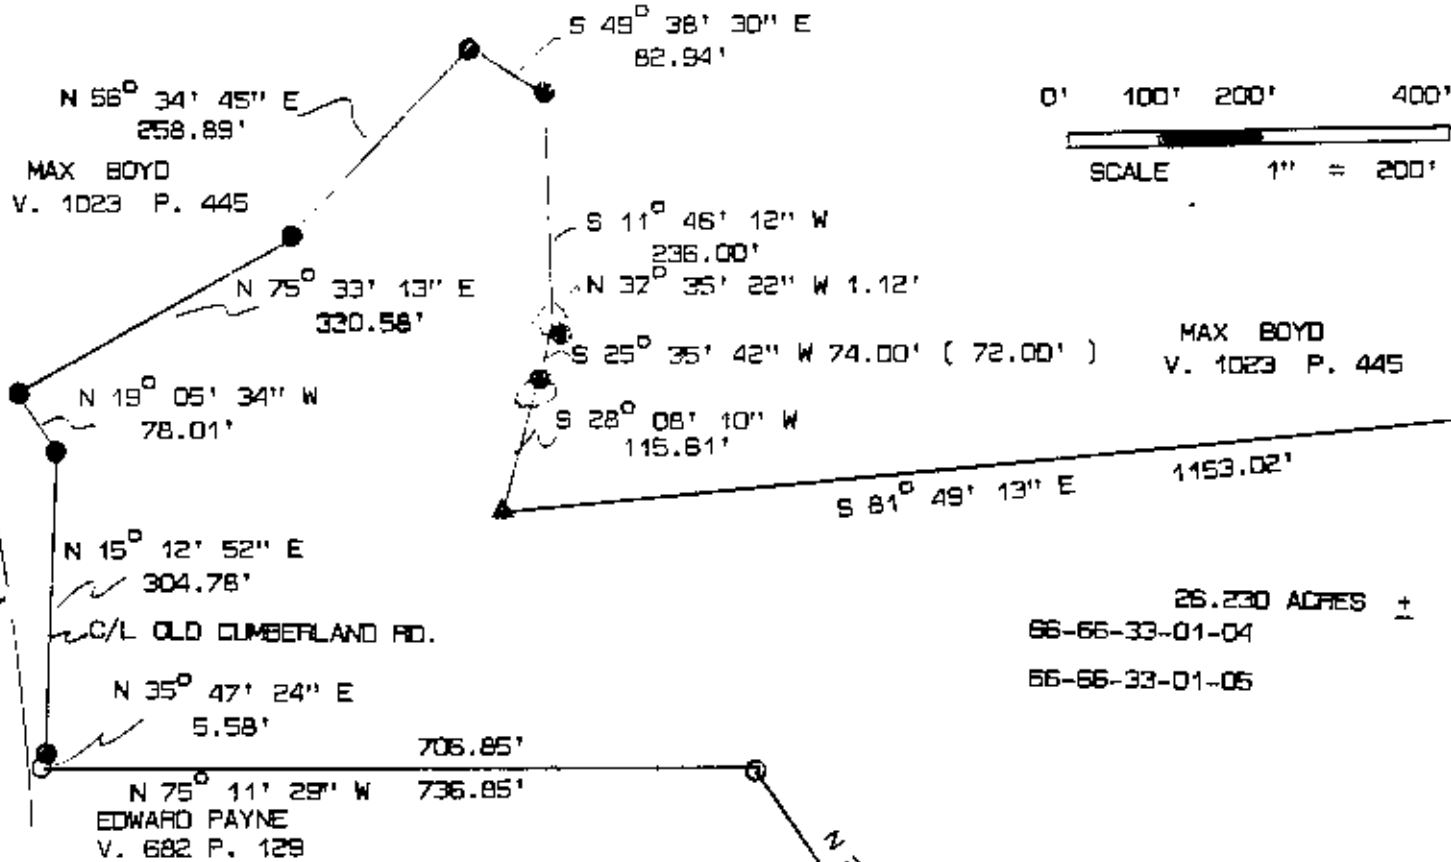 S 49° 38' 30" E
82.94'
N 56° 34' 45" E
258.89'
0' 100' 200' 400'
SCALE 1" = 200'
MAX BOYD
V. 1023 P. 445
S 11° 46' 12" W
236.00'
N 75° 33' 13" E
330.58'
N 37° 35' 22" W 1.12'
S 25° 35' 42" W 74.00' ( 72.00' )
MAX BOYD
V. 1023 P. 445
N 19° 05' 34" W
78.01'
S 28° 08' 10" W
115.61'
S 81° 49' 13" E 1153.02'
N 15° 12' 52" E
304.78'
C/L OLD CUMBERLAND RD.
26.230 ACRES ±
66-66-33-01-04
66-66-33-01-05
N 35° 47' 24" E
5.58'
706.85'
N 75° 11' 29" W 736.85'
EDWARD PAYNE
V. 682 P. 129
N